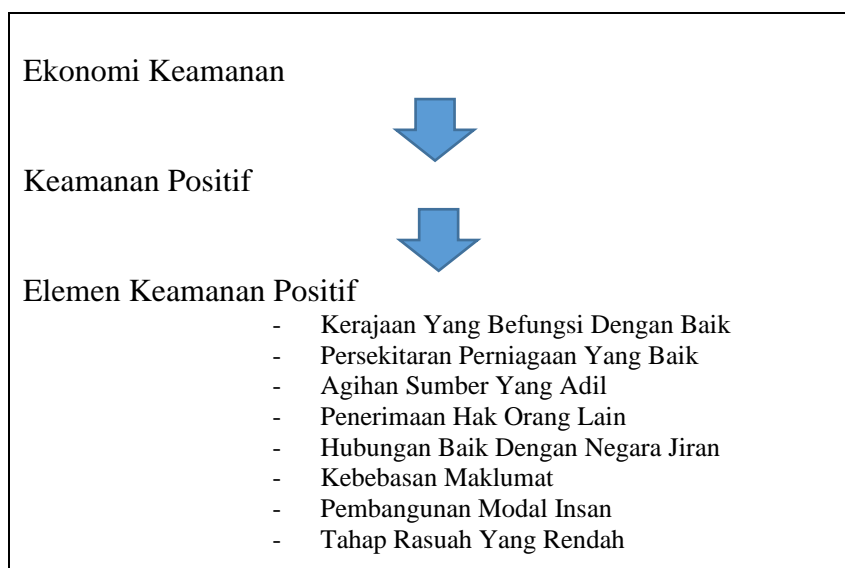 Ekonomi Keamanan
Keamanan Positif
Elemen Keamanan Positif
- Kerajaan Yang Befungsi Dengan Baik
- Persekitaran Perniagaan Yang Baik
- Agihan Sumber Yang Adil
- Penerimaan Hak Orang Lain
- Hubungan Baik Dengan Negara Jiran
- Kebebasan Maklumat
- Pembangunan Modal Insan
- Tahap Rasuah Yang Rendah